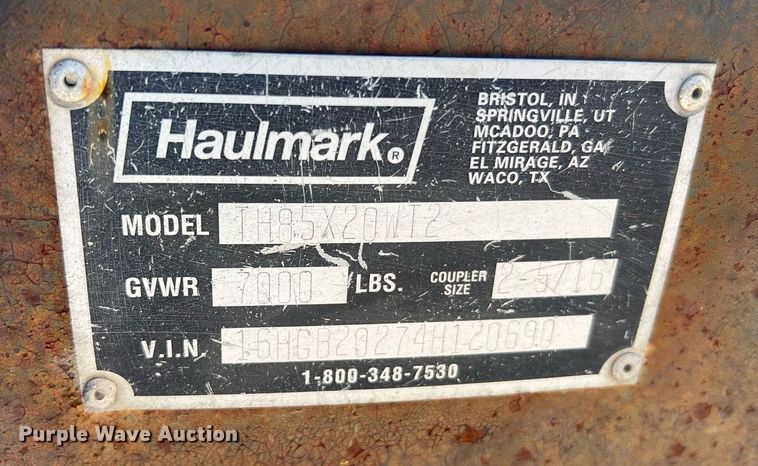 Haulmark®
BRISTOL, IN
SPRINGVILLE, UT
MCADOO, PA
FITZGERALD, GA
EL MIRAGE, AZ
WACO, TX
MODEL TH85X20WT2
GVWR 7000 /LBS. COUPLER SIZE 2-5/16
V.I.N. 16HGB20274H120690
1-800-348-7530
Purple Wave Auction